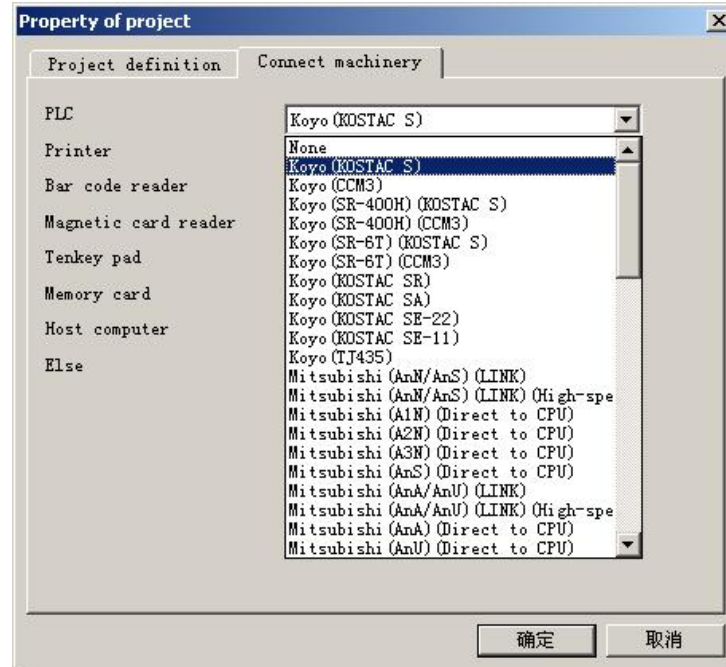 Property of project
Project definition
Connect machinery
PLC
Koyo(KOSTAC S)
Printer
Bar code reader
Magnetic card reader
Tenkey pad
Memory card
Host computer
Else
None
Koyo(KOSTAC S)
Koyo(CCM3)
Koyo(SR-400H)(KOSTAC S)
Koyo(SR-400H)(CCM3)
Koyo(SR-6T)(KOSTAC S)
Koyo(SR-6T)(CCM3)
Koyo(KOSTAC SR)
Koyo(KOSTAC SA)
Koyo(KOSTAC SE-22)
Koyo(KOSTAC SE-11)
Koyo(TJ435)
Mitsubishi(AnN/AnS)(LINK)
Mitsubishi(AnN/AnS)(LINK)(High-spe
Mitsubishi(A1N)(Direct to CPU)
Mitsubishi(A2N)(Direct to CPU)
Mitsubishi(A3N)(Direct to CPU)
Mitsubishi(AnS)(Direct to CPU)
Mitsubishi(AnA/AnU)(LINK)
Mitsubishi(AnA/AnU)(LINK)(High-spe
Mitsubishi(AnA)(Direct to CPU)
Mitsubishi(AnU)(Direct to CPU)
确定
取消